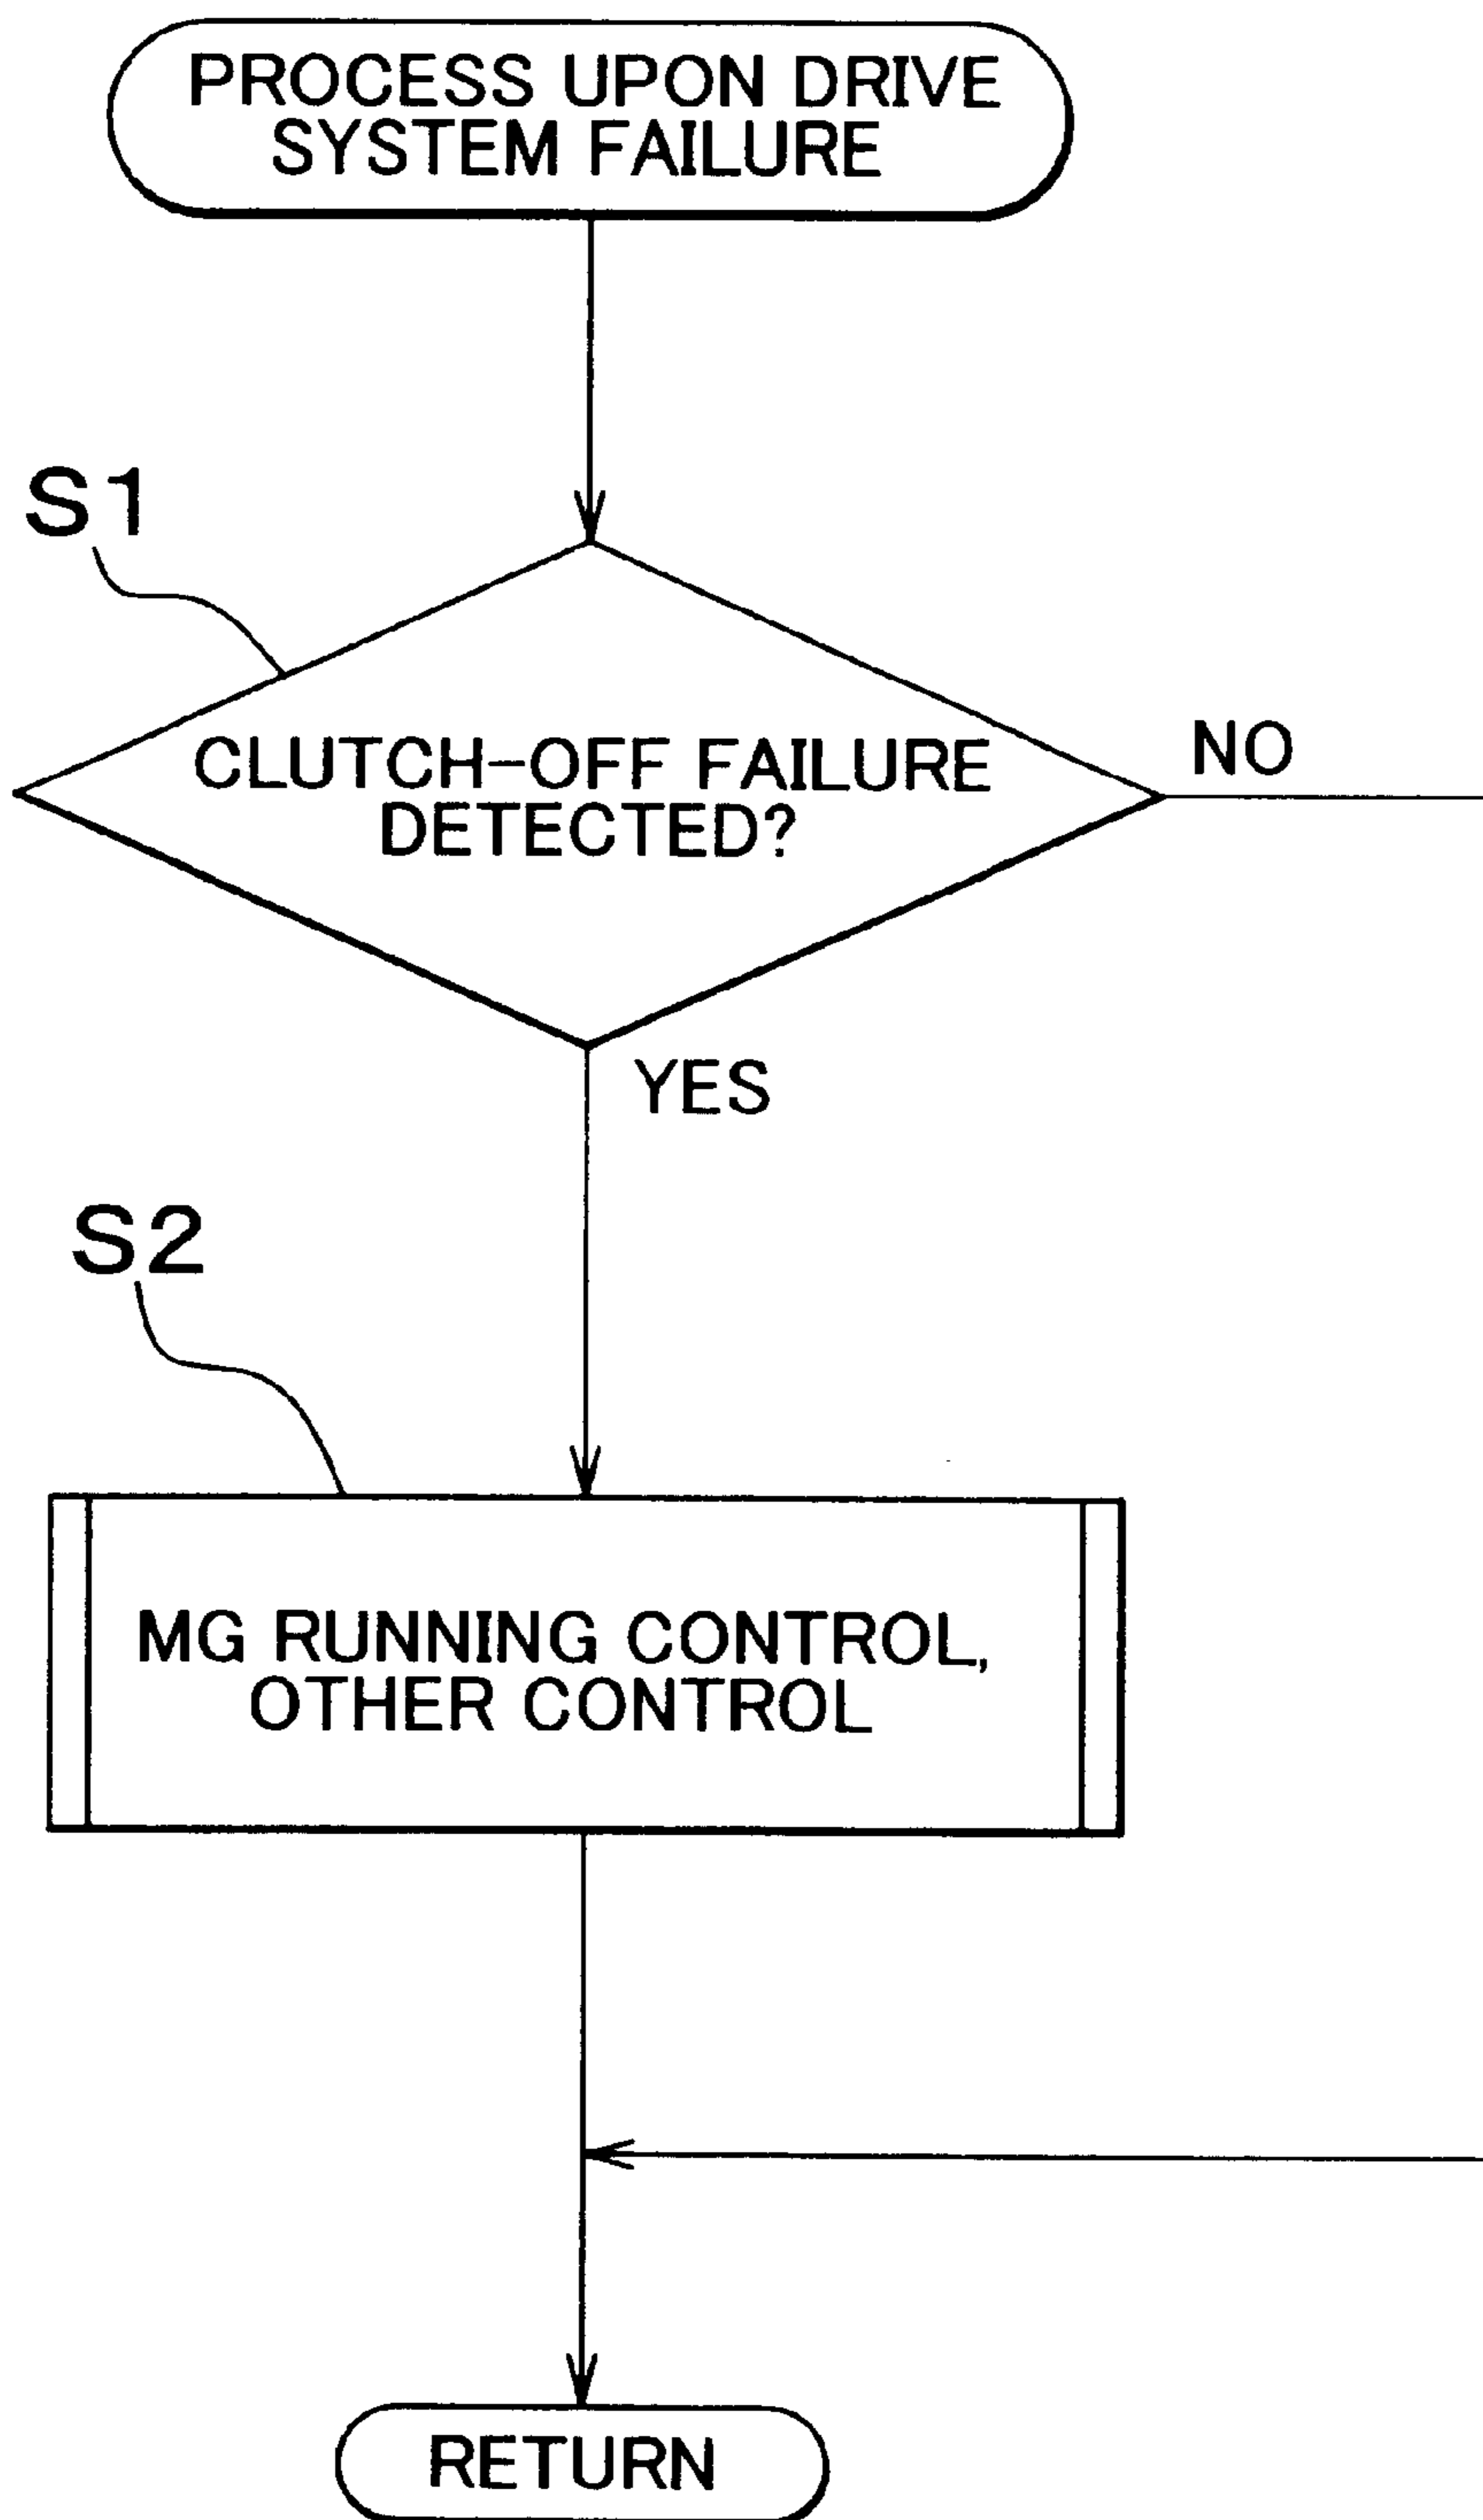 PROCESS UPON DRIVE
SYSTEM FAILURE
S1
CLUTCH-OFF FAILURE
DETECTED?
NO
YES
S2
MG RUNNING CONTROL,
OTHER CONTROL
RETURN